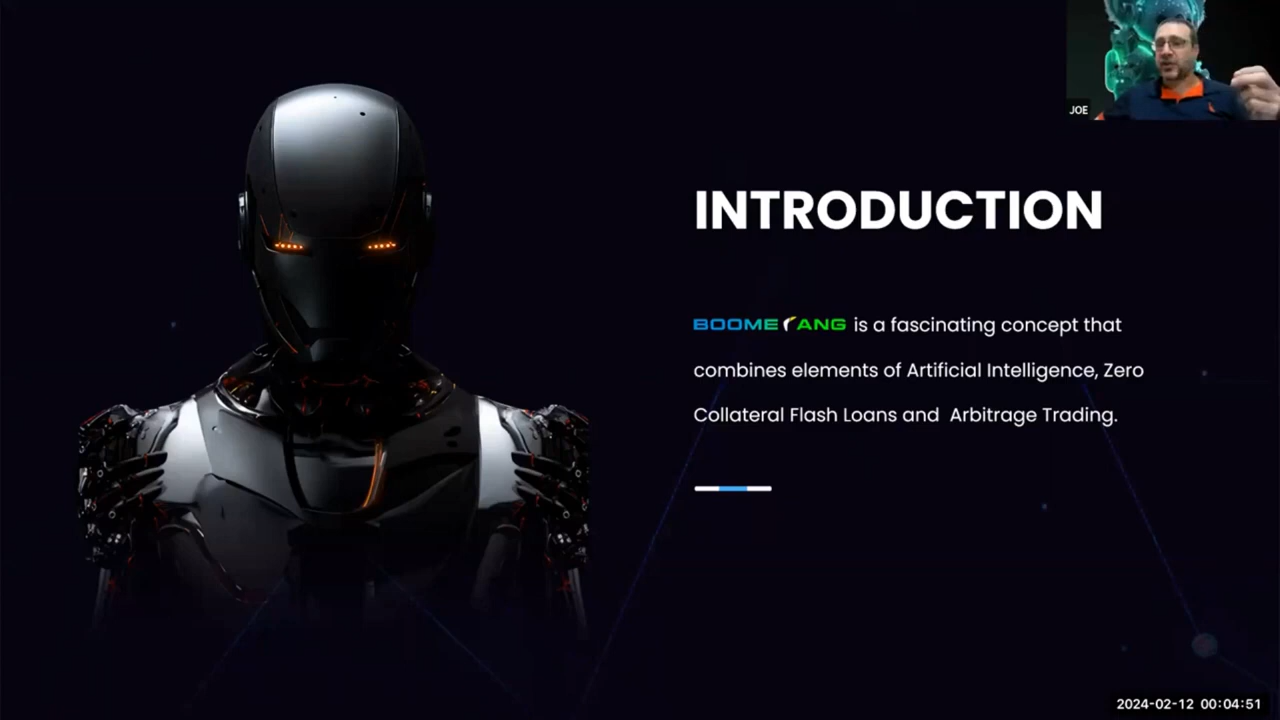 JOE
INTRODUCTION
BOOMERANG is a fascinating concept that
combines elements of Artificial Intelligence, Zero
Collateral Flash Loans and Arbitrage Trading.
2024-02-12 00:04:51